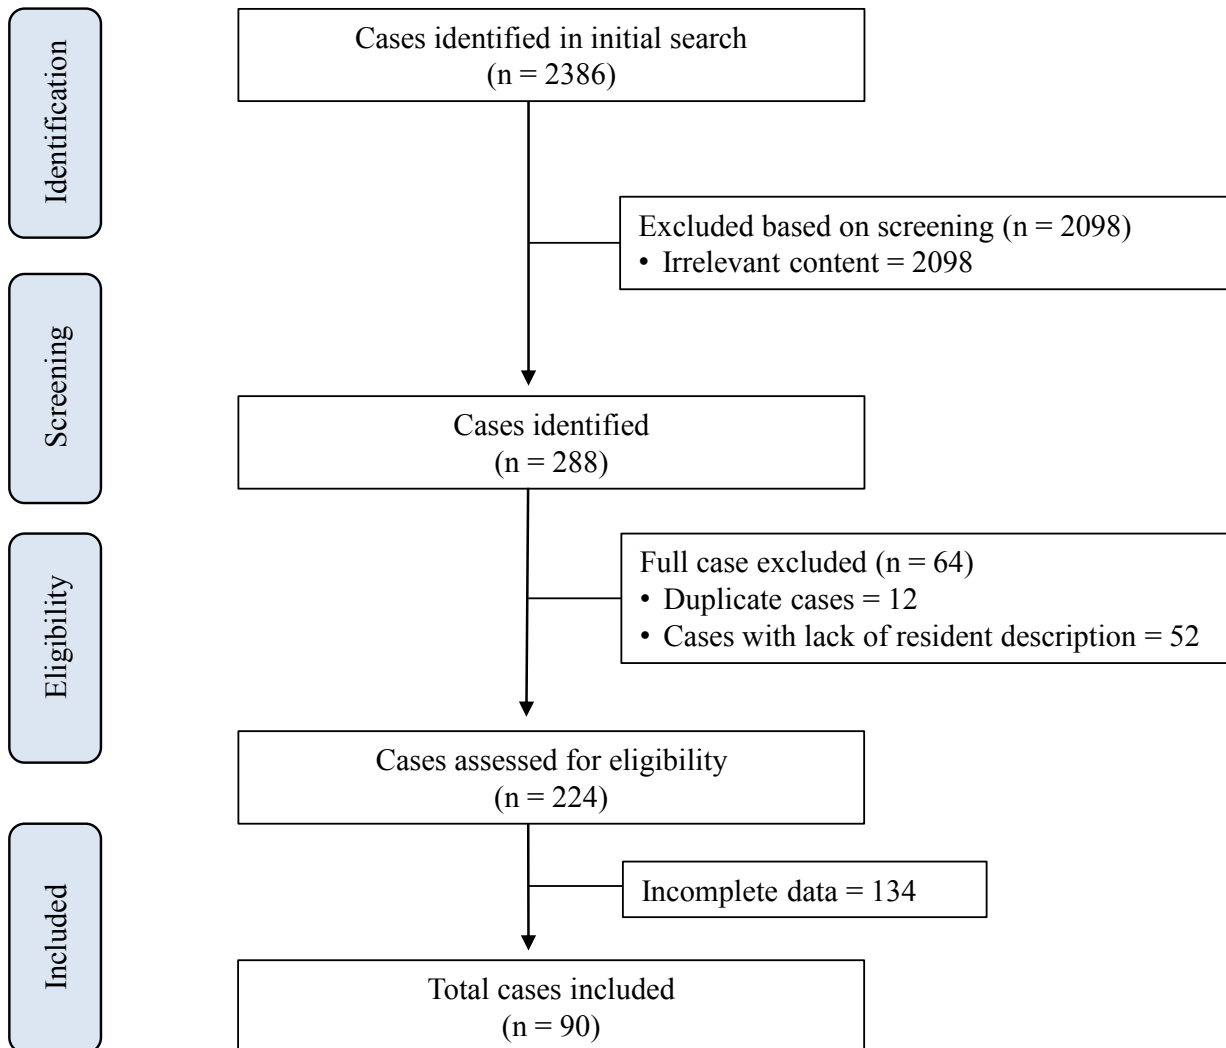 Identification
Cases identified in initial search
(n = 2386)
Excluded based on screening (n = 2098)
• Irrelevant content = 2098
Screening
Cases identified
(n = 288)
Eligibility
Full case excluded (n = 64)
• Duplicate cases = 12
• Cases with lack of resident description = 52
Cases assessed for eligibility
(n = 224)
Included
Incomplete data = 134
Total cases included
(n = 90)